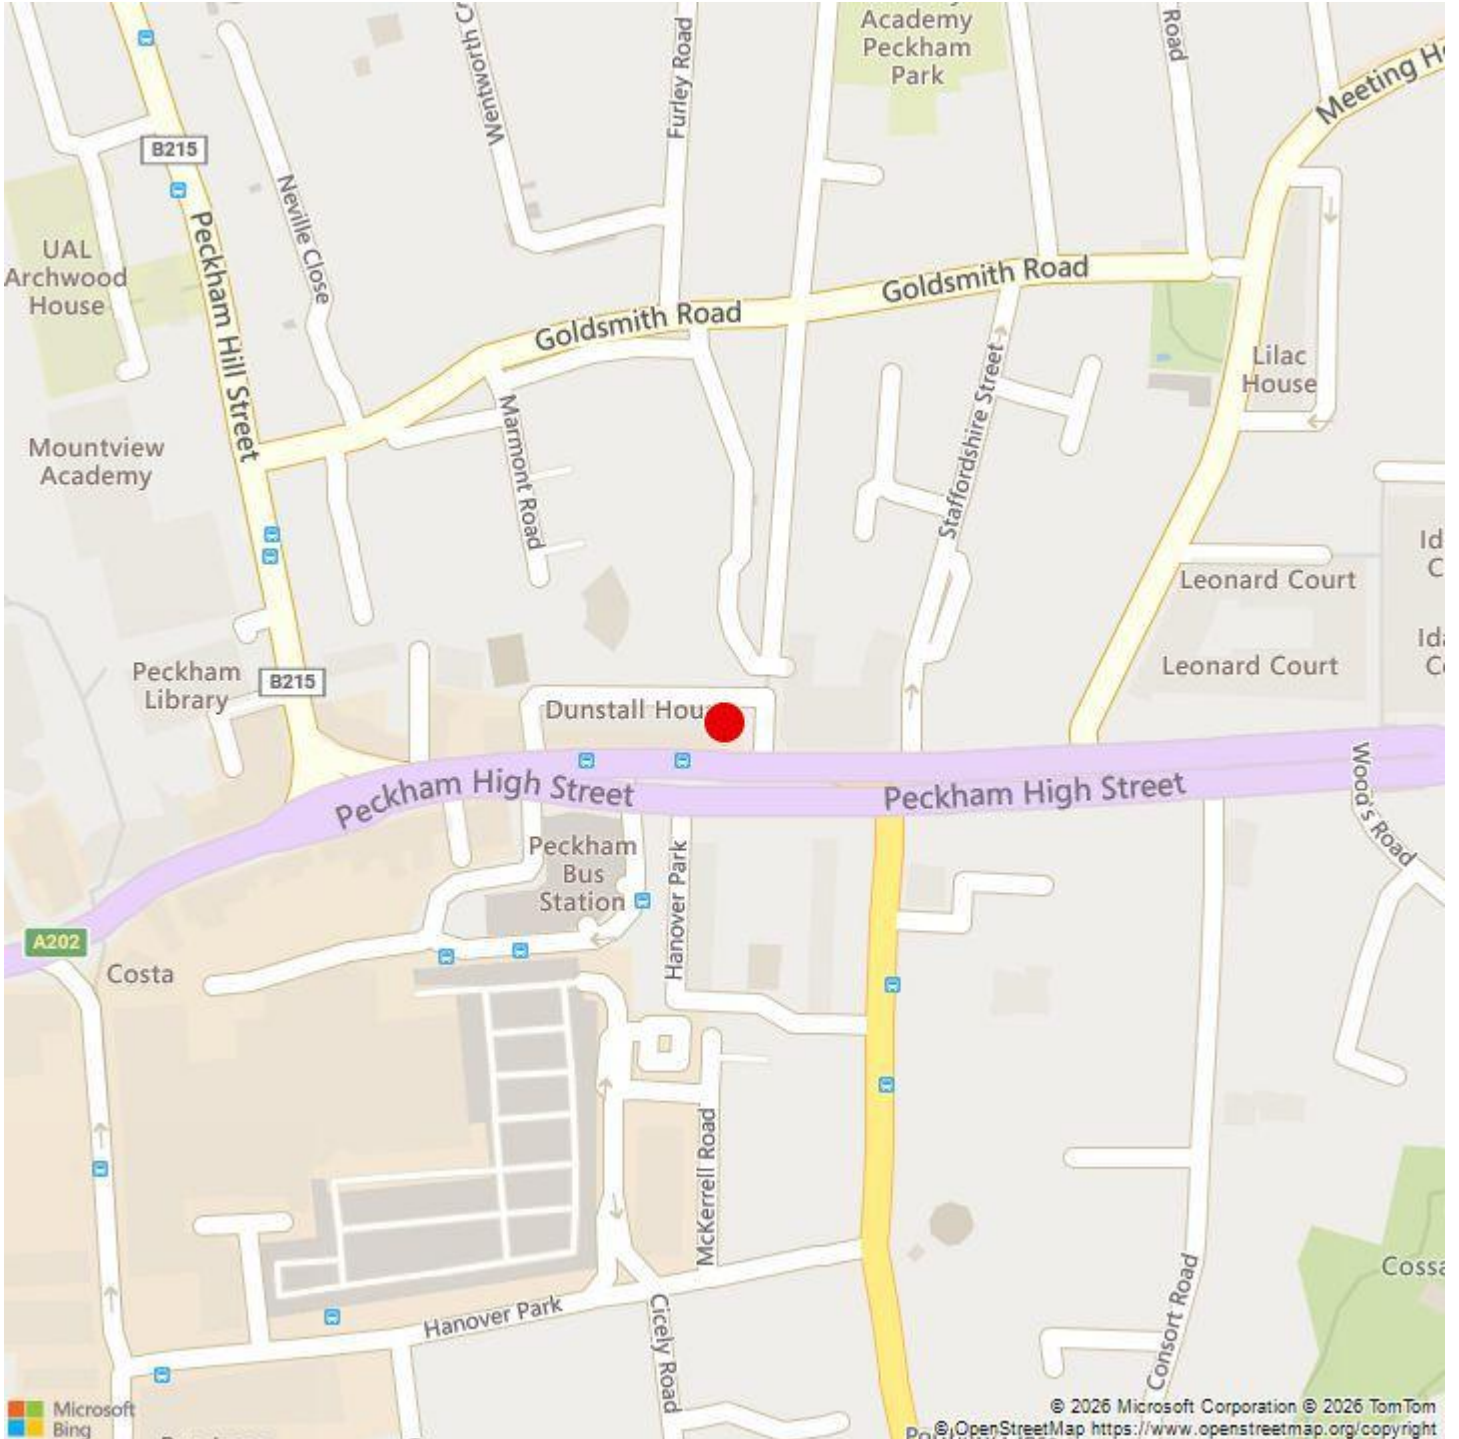 Academy
Peckham
Park
Road
Meeting
Furley Road
Wentworth
B215
Neville Close
Peckham Hill Street
UAL
Archwood
House
Goldsmith Road
Goldsmith Road
Lilac
House
Staffordshire Street
Marmont Road
Mountview
Academy
Leonard Court
Leonard Court
Peckham
Library
B215
Dunstall Hou
Peckham High Street
Peckham High Street
Wood's Road
Peckham
Bus
Station
Hanover Park
A202
Costa
McKerrell Road
Hanover Park
Cicely Road
Consort Road
Cossa
Microsoft
Bing
© 2026 Microsoft Corporation © 2026 TomTom
© OpenStreetMap https://www.openstreetmap.org/copyright